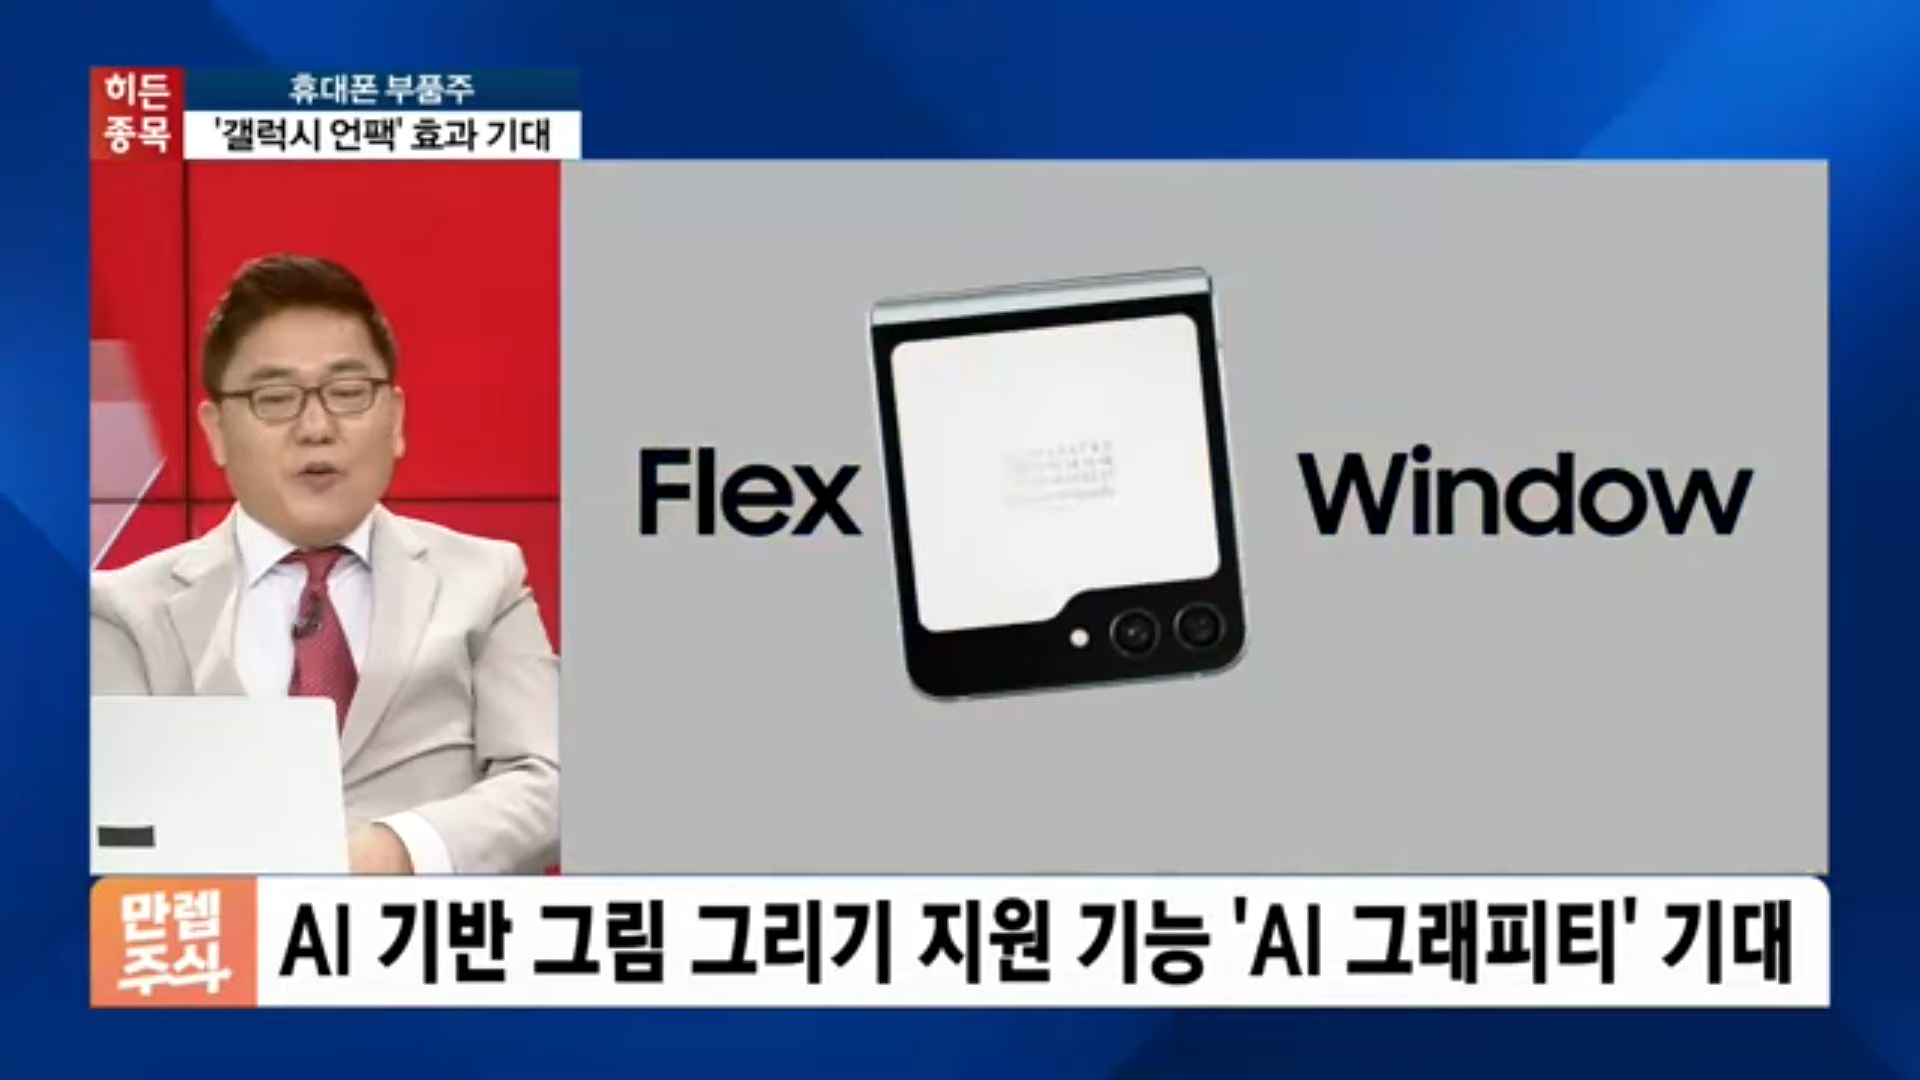 히든
종목
휴대폰 부품주
'갤럭시 언팩' 효과 기대
Flex
Window
만렙
주식
AI 기반 그림 그리기 지원 기능 'AI 그래피티' 기대